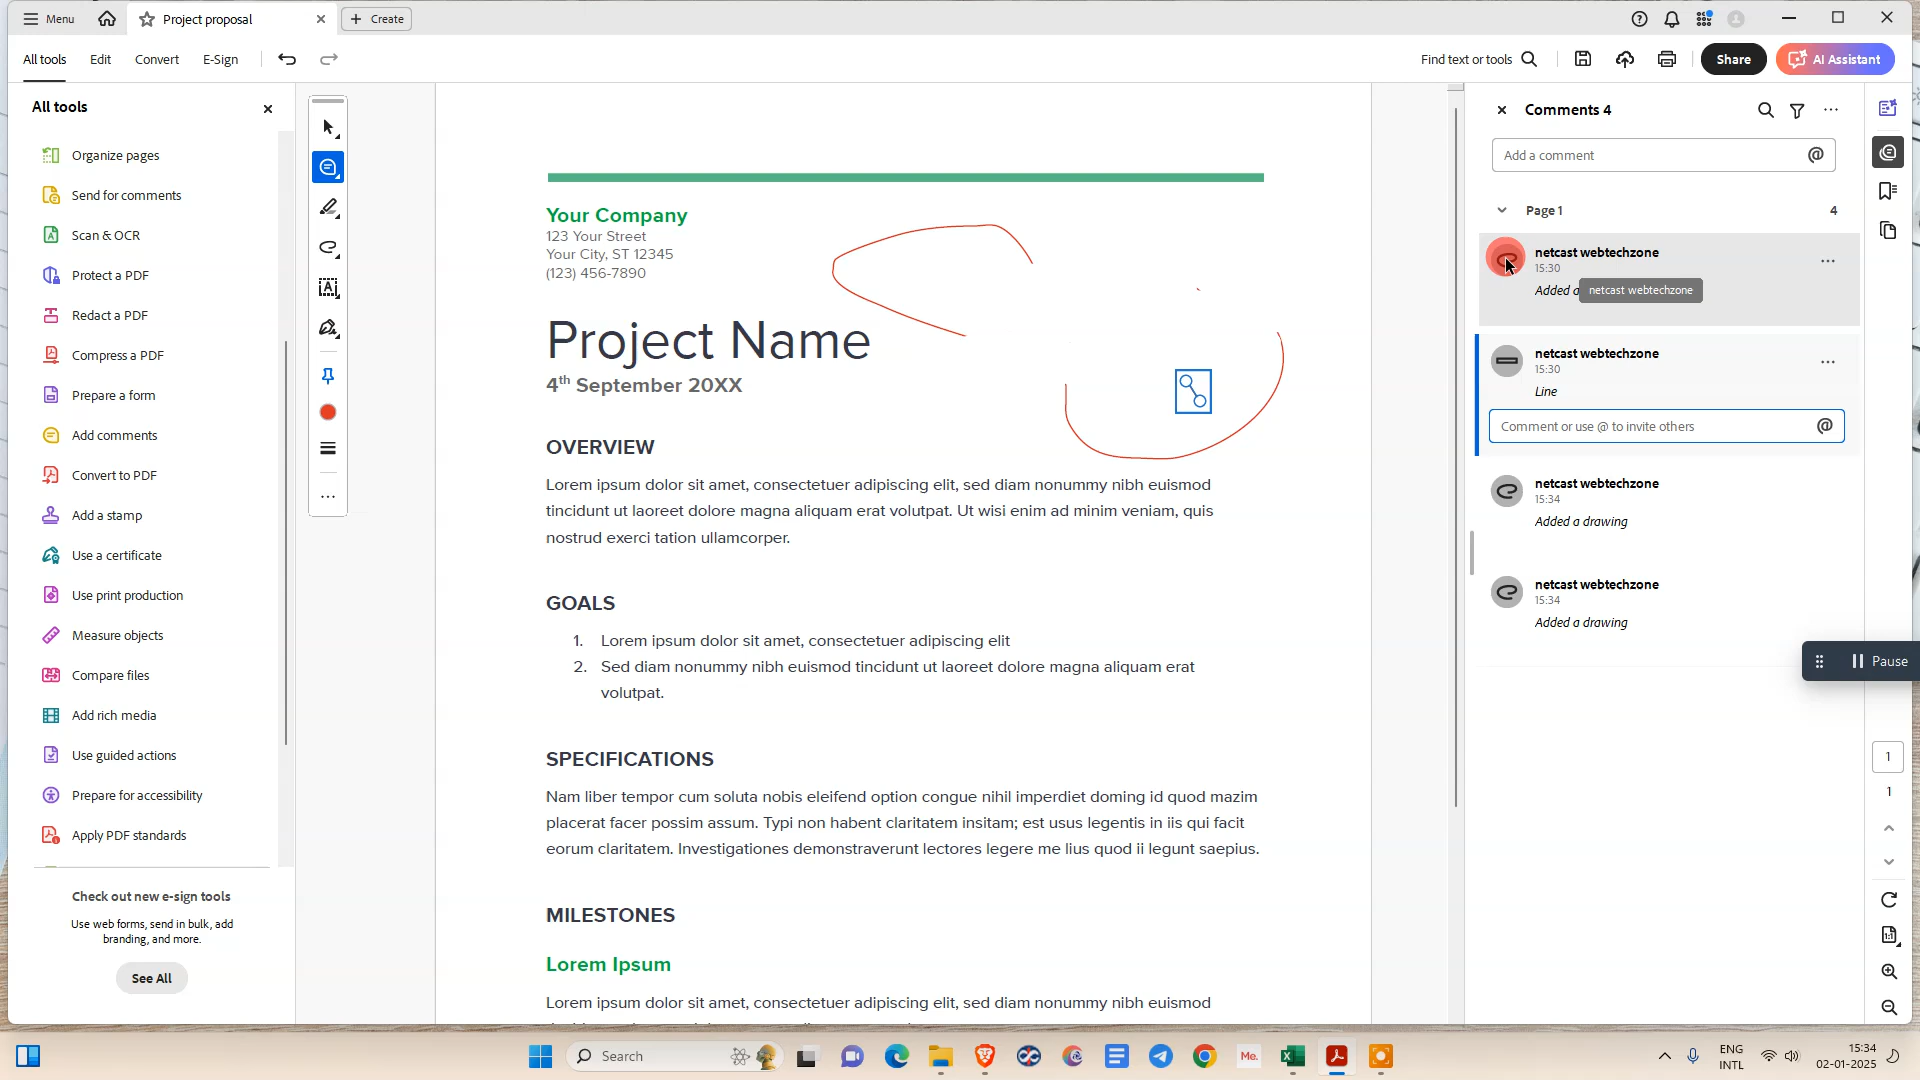 Menu
Project proposal
Create
All tools
Edit
Convert
E-Sign
Find text or tools
Share
AI Assistant
All tools
Organize pages
Send for comments
Scan & OCR
Protect a PDF
Redact a PDF
Compress a PDF
Prepare a form
Add comments
Convert to PDF
Add a stamp
Use a certificate
Use print production
Measure objects
Compare files
Add rich media
Use guided actions
Prepare for accessibility
Apply PDF standards
Check out new e-sign tools
Use web forms, send in bulk, add
branding, and more.
See All
Your Company
123 Your Street
Your City, ST 12345
(123) 456-7890
Project Name
4th September 20XX
OVERVIEW
Lorem ipsum dolor sit amet, consectetuer adipiscing elit, sed diam nonummy nibh euismod
tincidunt ut laoreet dolore magna aliquam erat volutpat. Ut wisi enim ad minim veniam, quis
nostrud exerci tation ullamcorper.
GOALS
1. Lorem ipsum dolor sit amet, consectetuer adipiscing elit
2. Sed diam nonummy nibh euismod tincidunt ut laoreet dolore magna aliquam erat
volutpat.
SPECIFICATIONS
Nam liber tempor cum soluta nobis eleifend option congue nihil imperdiet doming id quod mazim
placerat facer possim assum. Typi non habent claritatem insitam; est usus legentis in iis qui facit
eorum claritatem. Investigationes demonstraverunt lectores legere me lius quod ii legunt saepius.
MILESTONES
Lorem Ipsum
Lorem ipsum dolor sit amet, consectetuer adipiscing elit, sed diam nonummy nibh euismod
Comments 4
Add a comment
Page 1
4
netcast webtechzone
15:30
Added a
netcast webtechzone
netcast webtechzone
15:30
Line
Comment or use @ to invite others
netcast webtechzone
15:34
Added a drawing
netcast webtechzone
15:34
Added a drawing
Pause
1
1
1:1
Search
Me.
ENG
INTL
15:34
02-01-2025